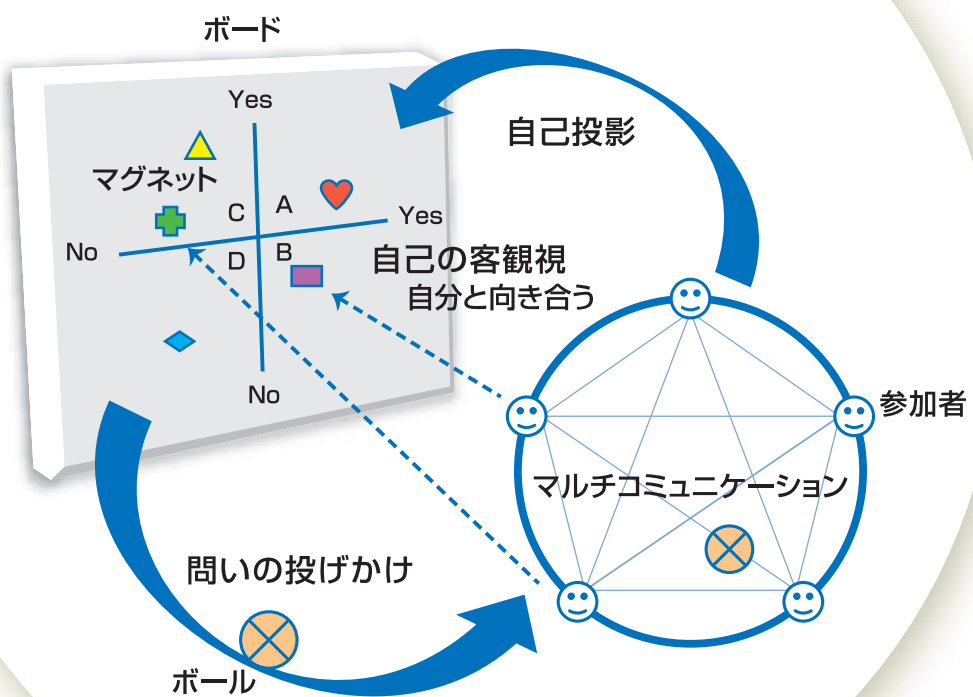 ボード
Yes
自己投影
マグネット
C
A
Yes
No
D
B
自己の客観視
自分と向き合う
No
参加者
マルチコミュニケーション
問いの投げかけ
ボール